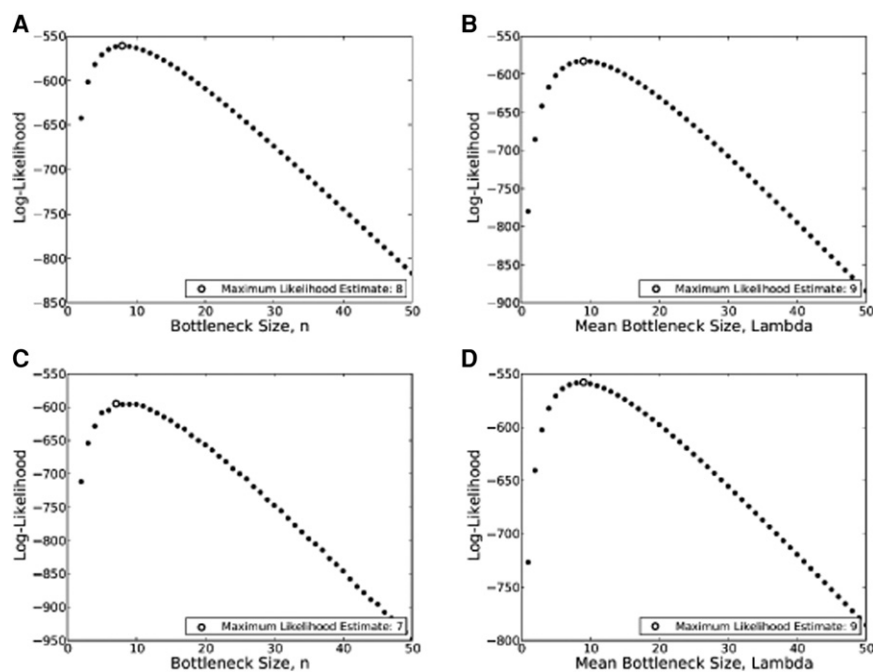 A
−550
−600
−650
−700
−750
−800
−850
Log-Likelihood
0 10 20 30 40 50
Bottleneck Size, n
Maximum Likelihood Estimate: 8
B
−550
−600
−650
−700
−750
−800
−850
−900
Log-Likelihood
0 10 20 30 40 50
Mean Bottleneck Size, Lambda
Maximum Likelihood Estimate: 9
C
−550
−600
−650
−700
−750
−800
−850
−900
−950
Log-Likelihood
0 10 20 30 40 50
Bottleneck Size, n
Maximum Likelihood Estimate: 7
D
−550
−600
−650
−700
−750
−800
Log-Likelihood
0 10 20 30 40 50
Mean Bottleneck Size, Lambda
Maximum Likelihood Estimate: 9